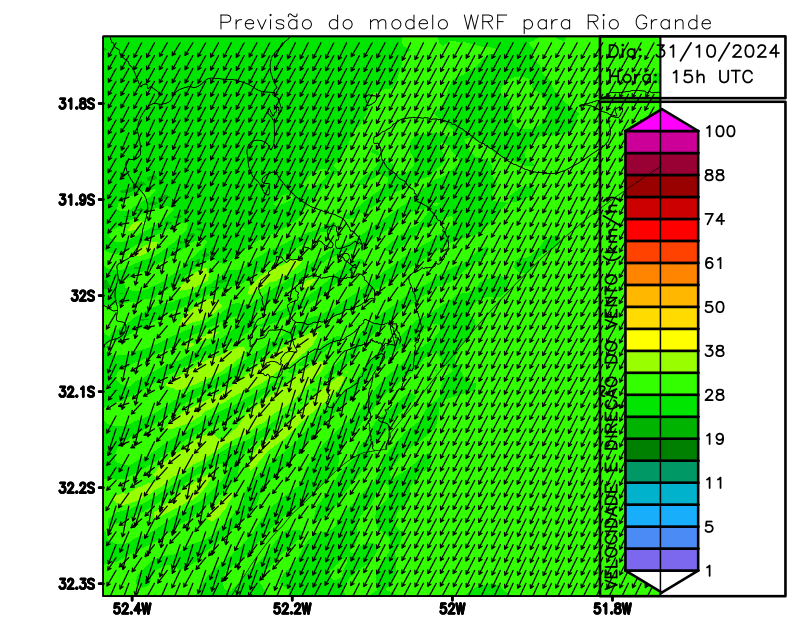 Previsão do modelo WRF para Rio Grande
Dia: 31/10/2024
Hora: 15h UTC
31.8S
31.9S
32S
32.1S
32.2S
32.3S
52.4W
52.2W
52W
51.8W
VELOCIDADE E DIREÇÃO DO VENTO (km/h)
100
88
74
61
50
38
28
19
11
5
1